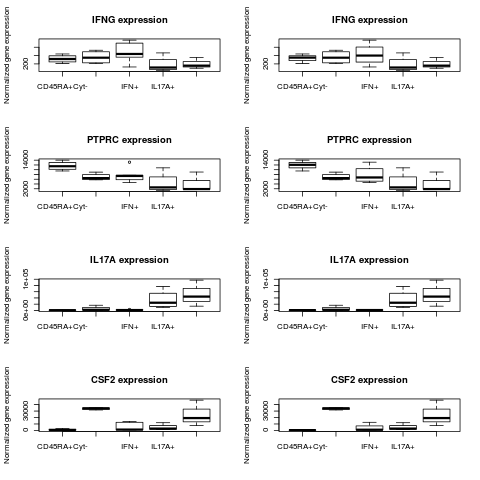 IFNG expression
Normalized gene expression
200
CD45RA+Cyt- IFN+ IL17A+
IFNG expression
Normalized gene expression
200
CD45RA+Cyt- IFN+ IL17A+
PTPRC expression
Normalized gene expression
14000
2000
CD45RA+Cyt- IFN+ IL17A+
PTPRC expression
Normalized gene expression
14000
2000
CD45RA+Cyt- IFN+ IL17A+
IL17A expression
Normalized gene expression
1e+05
0e+00
CD45RA+Cyt- IFN+ IL17A+
IL17A expression
Normalized gene expression
1e+05
0e+00
CD45RA+Cyt- IFN+ IL17A+
CSF2 expression
Normalized gene expression
30000
0
CD45RA+Cyt- IFN+ IL17A+
CSF2 expression
Normalized gene expression
30000
0
CD45RA+Cyt- IFN+ IL17A+